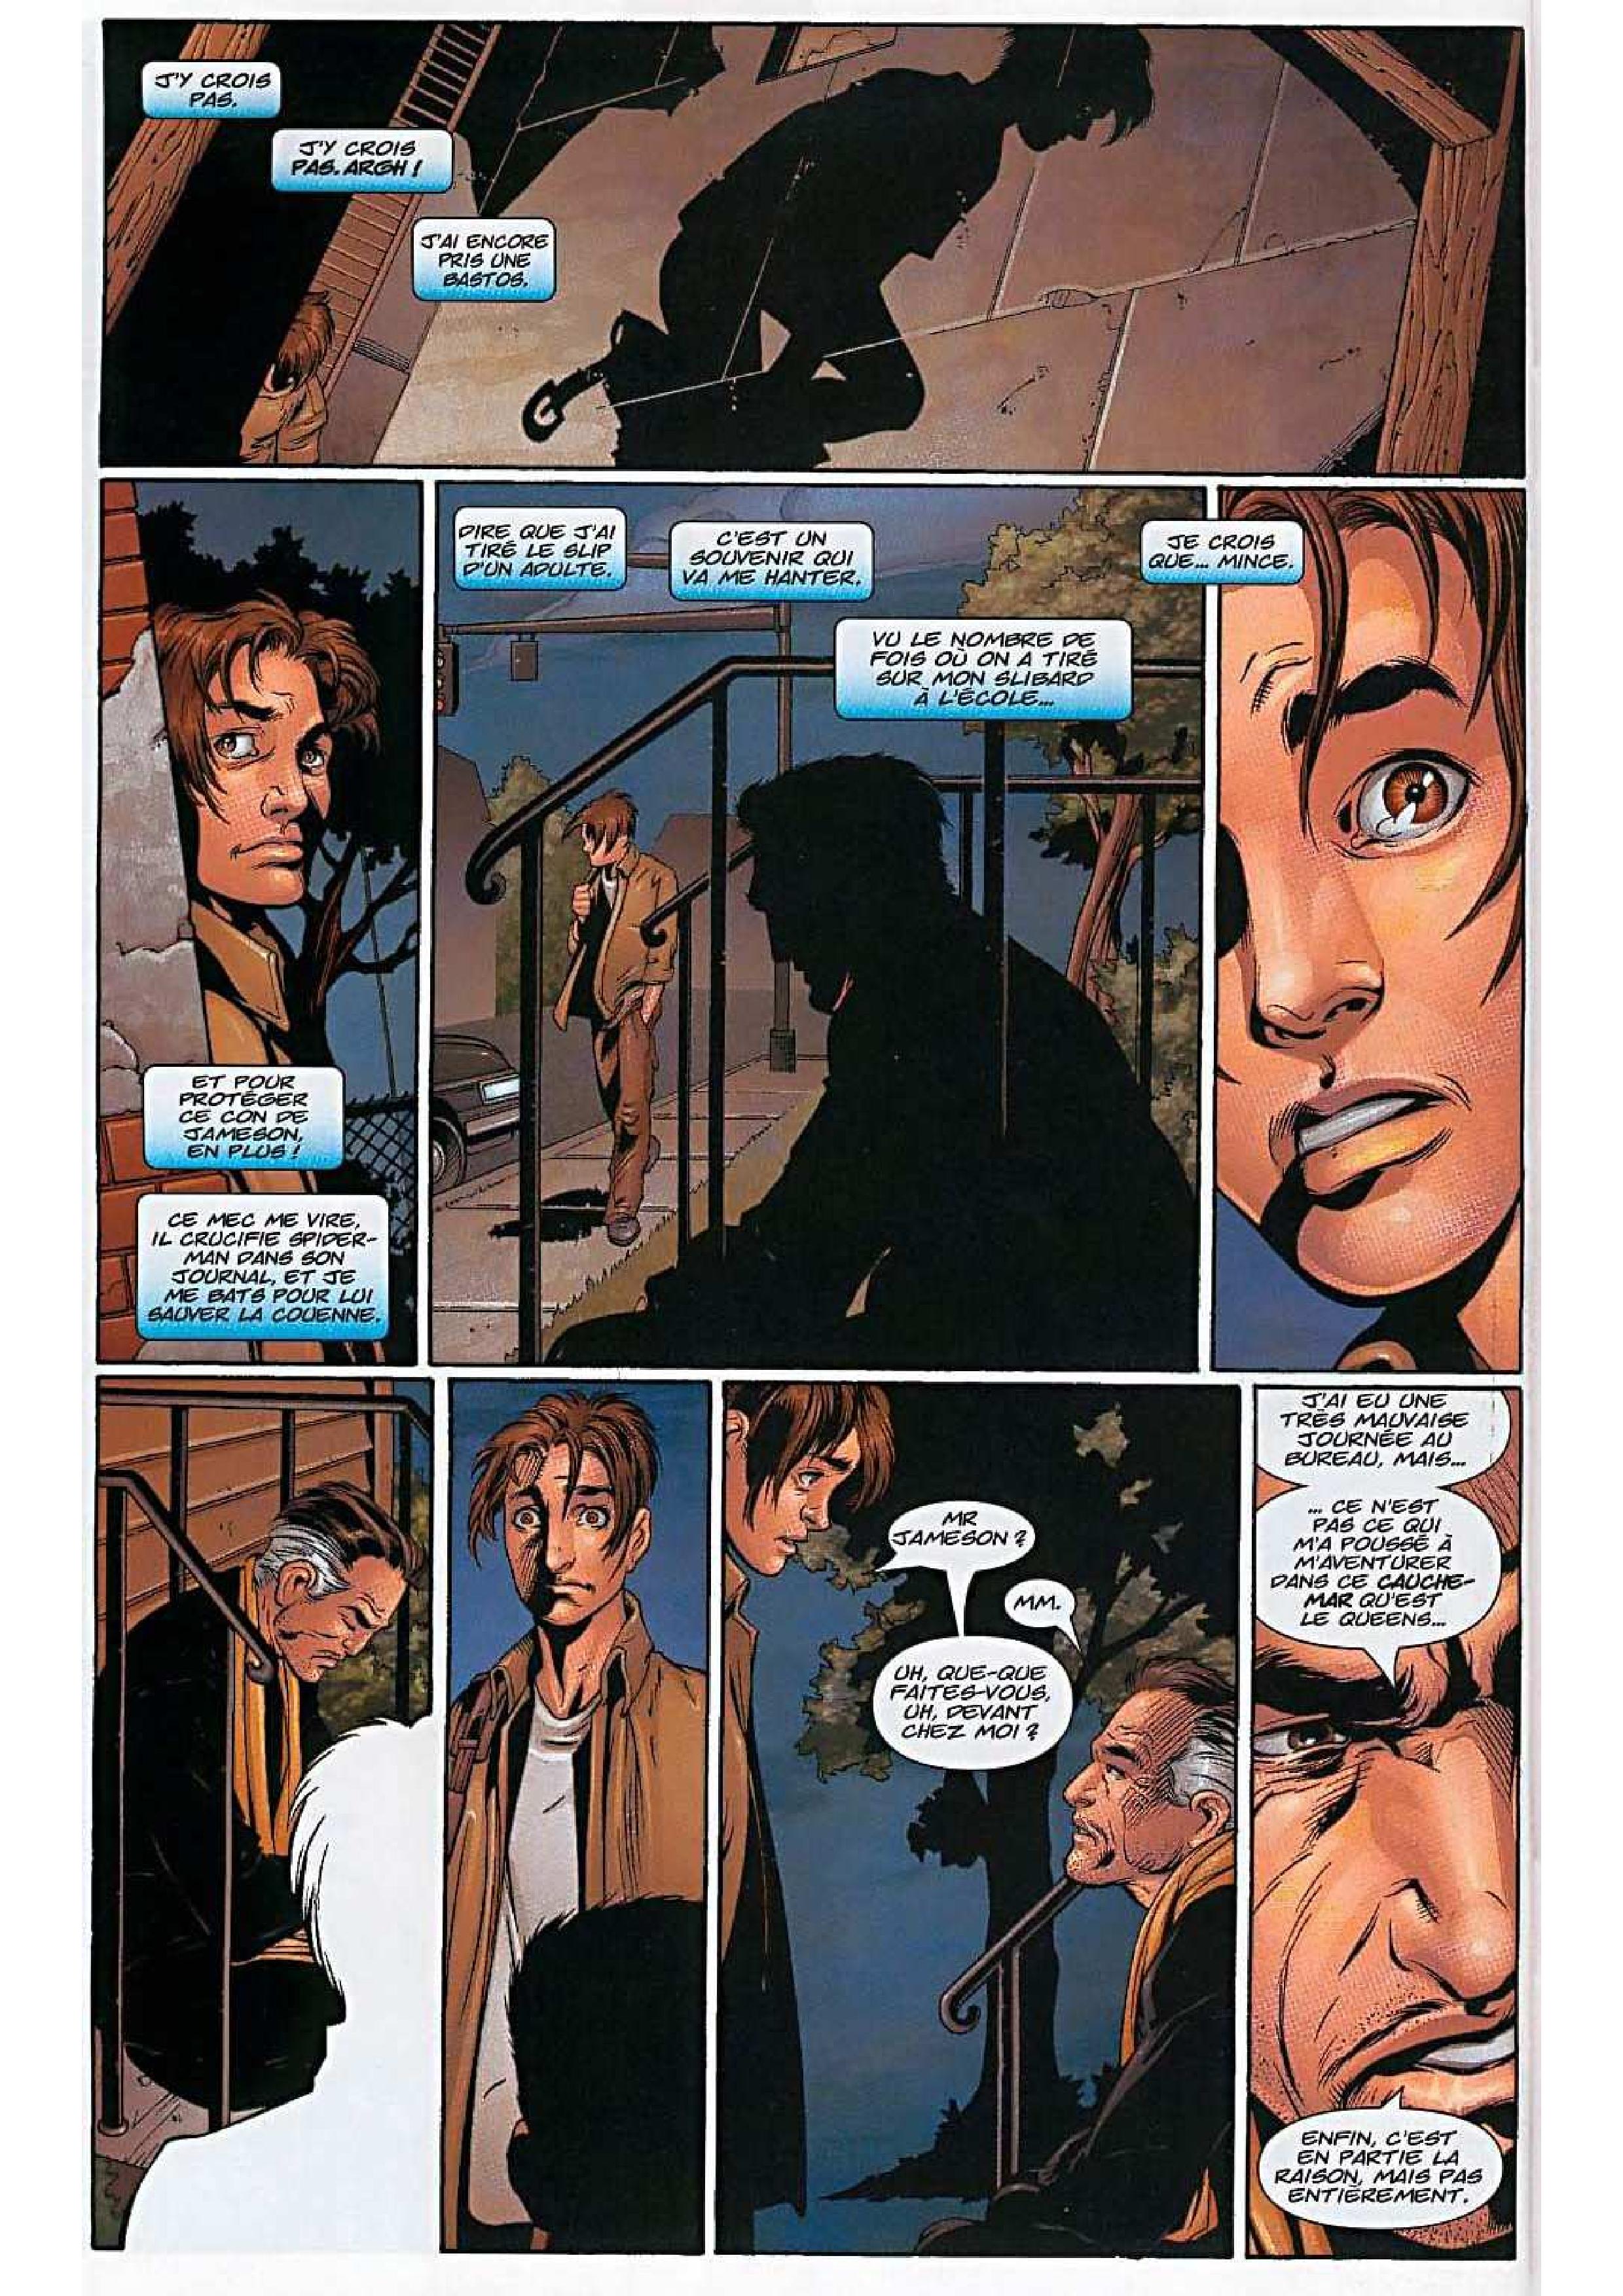 J'Y CROIS
PAS.
J'Y CROIS
PAS. ARGH !
J'AI ENCORE
PRIS UNE
BASTOS.
ET POUR
PROTÉGER
CE CON DE
JAMESON,
EN PLUS !
CE MEC ME VIRE,
IL CRUCIFIE SPIDER-
MAN DANS SON
JOURNAL, ET JE
ME BATS POUR LUI
SAUVER LA COUENNE.
DIRE QUE J'AI
TIRÉ LE SLIP
D'UN ADULTE.
C'EST UN
SOUVENIR QUI
VA ME HANTER.
VU LE NOMBRE DE
FOIS OÙ ON A TIRÉ
SUR MON SLIBARD
À L'ÉCOLE...
JE CROIS
QUE... MINCE.
MR
JAMESON ?
MM.
UH, QUE-QUE
FAITES-VOUS,
UH, DEVANT
CHEZ MOI ?
J'AI EU UNE
TRÈS MAUVAISE
JOURNÉE AU
BUREAU, MAIS...
... CE N'EST
PAS CE QUI
M'A POUSSÉ À
M'AVENTURER
DANS CE CAUCHE-
MAR QU'EST
LE QUEENS...
ENFIN, C'EST
EN PARTIE LA
RAISON, MAIS PAS
ENTIÈREMENT.